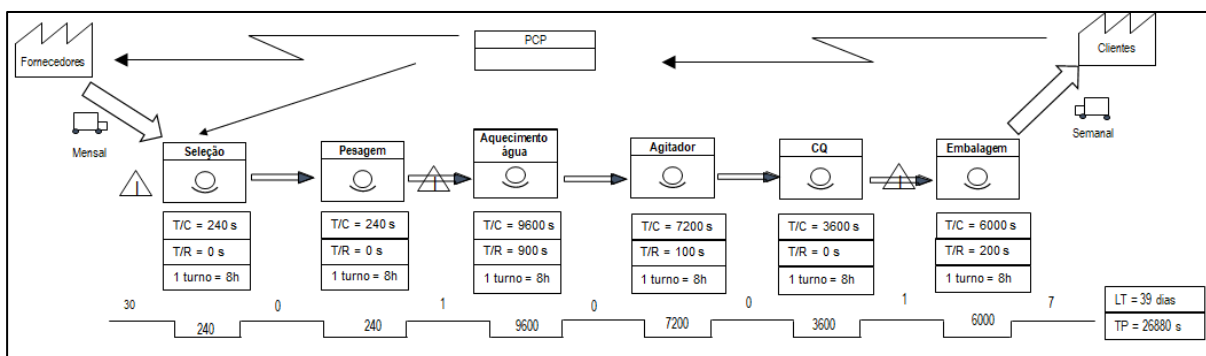 PCP
Fornecedores
Clientes
Mensal
Semanal
Seleção
Pesagem
Aquecimento
água
Agitador
CQ
Embalagem
T/C = 240 s
T/R = 0 s
1 turno = 8h
T/C = 240 s
T/R = 0 s
1 turno = 8h
T/C = 9600 s
T/R = 900 s
1 turno = 8h
T/C = 7200 s
T/R = 100 s
1 turno = 8h
T/C = 3600 s
T/R = 0 s
1 turno = 8h
T/C = 6000 s
T/R = 200 s
1 turno = 8h
30
0
1
0
0
1
7
240
240
9600
7200
3600
6000
LT = 39 dias
TP = 26880 s